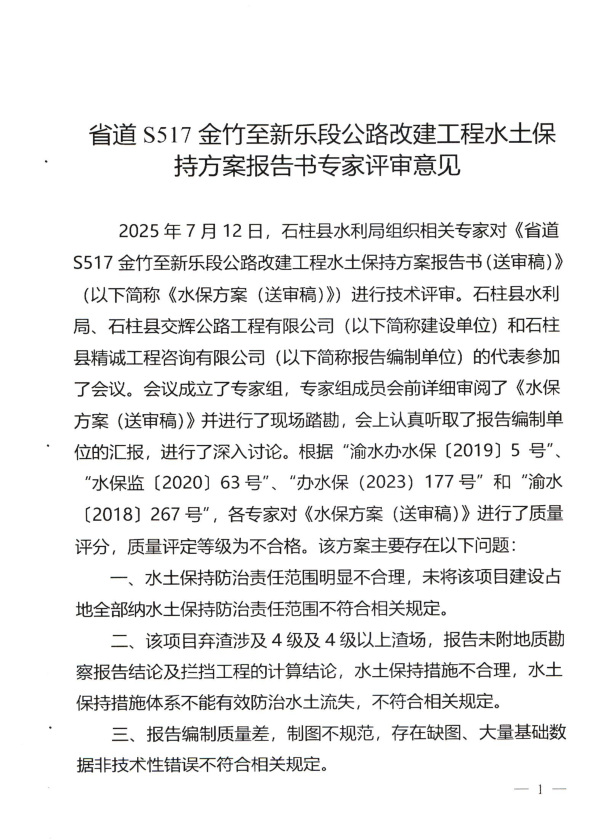 省道 S517 金竹至新乐段公路改建工程水土保
持方案报告书专家评审意见
2025 年 7 月 12 日，石柱县水利局组织相关专家对《省道
S517 金竹至新乐段公路改建工程水土保持方案报告书（送审稿）》
（以下简称《水保方案（送审稿）》）进行技术评审。石柱县水利
局、石柱县交辉公路工程有限公司（以下简称建设单位）和石柱
县精诚工程咨询有限公司（以下简称报告编制单位）的代表参加
了会议。会议成立了专家组，专家组成员会前详细审阅了《水保
方案（送审稿）》并进行了现场踏勘，会上认真听取了报告编制单
位的汇报，进行了深入讨论。根据“渝水办水保〔2019〕5 号”、
“水保监〔2020〕63 号”、“办水保（2023）177 号”和“渝水
〔2018〕267 号”，各专家对《水保方案（送审稿）》进行了质量
评分，质量评定等级为不合格。该方案主要存在以下问题：
一、水土保持防治责任范围明显不合理，未将该项目建设占
地全部纳水土保持防治责任范围不符合相关规定。
二、该项目弃渣涉及 4 级及 4 级以上渣场，报告未附地质勘
察报告结论及拦挡工程的计算结论，水土保持措施不合理，水土
保持措施体系不能有效防治水土流失，不符合相关规定。
三、报告编制质量差，制图不规范，存在缺图、大量基础数
据非技术性错误不符合相关规定。
— 1 —